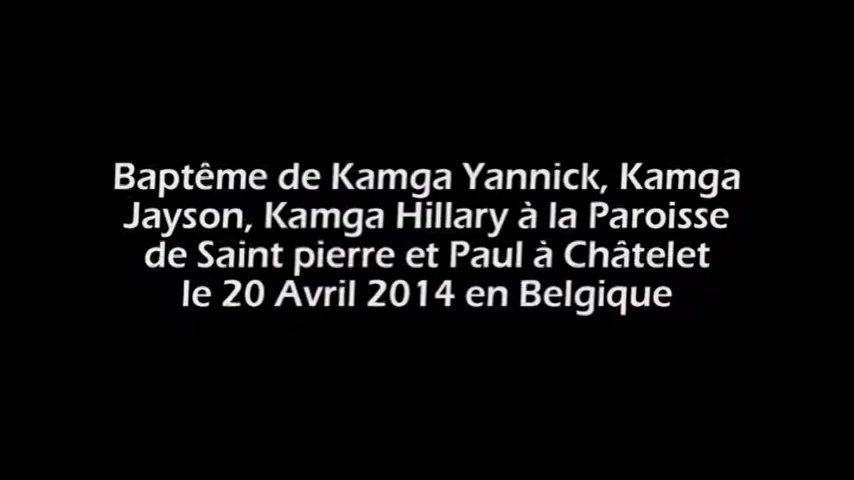 Baptême de Kamga Yannick, Kamga
Jayson, Kamga Hillary à la Paroisse
de Saint pierre et Paul à Châtelet
le 20 Avril 2014 en Belgique